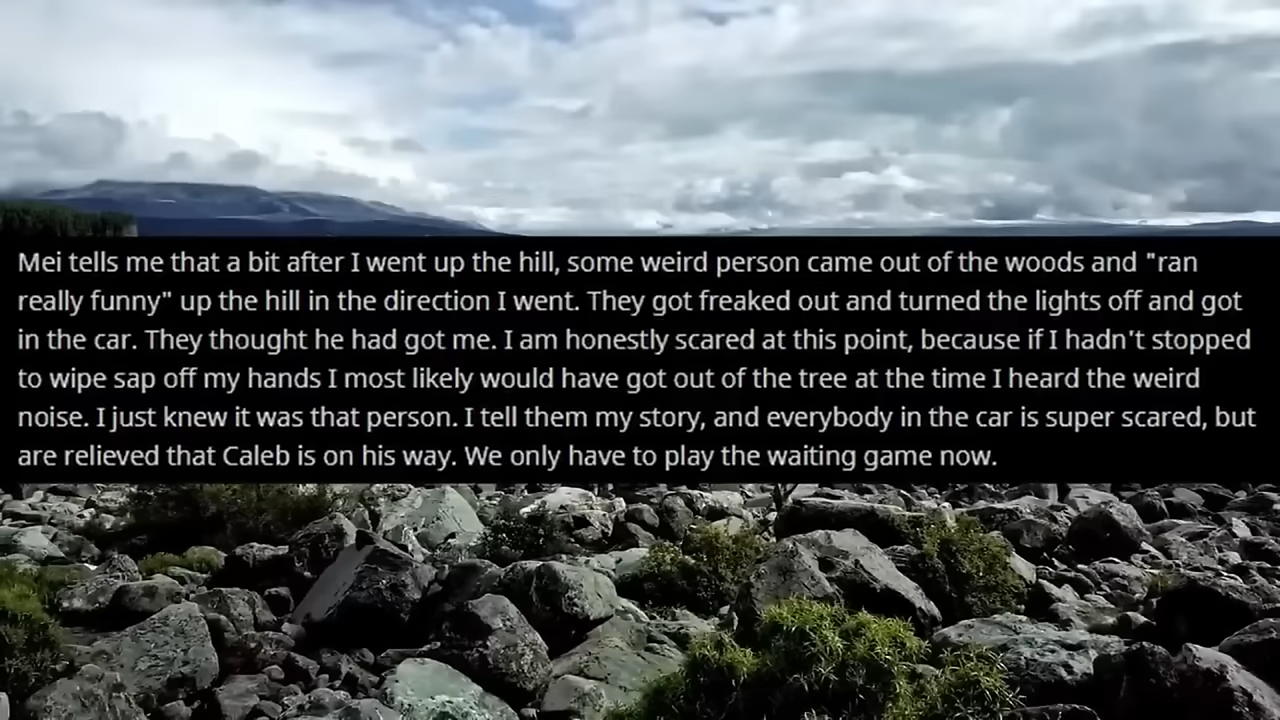 Mei tells me that a bit after I went up the hill, some weird person came out of the woods and "ran
really funny" up the hill in the direction I went. They got freaked out and turned the lights off and got
in the car. They thought he had got me. I am honestly scared at this point, because if I hadn't stopped
to wipe sap off my hands I most likely would have got out of the tree at the time I heard the weird
noise. I just knew it was that person. I tell them my story, and everybody in the car is super scared, but
are relieved that Caleb is on his way. We only have to play the waiting game now.